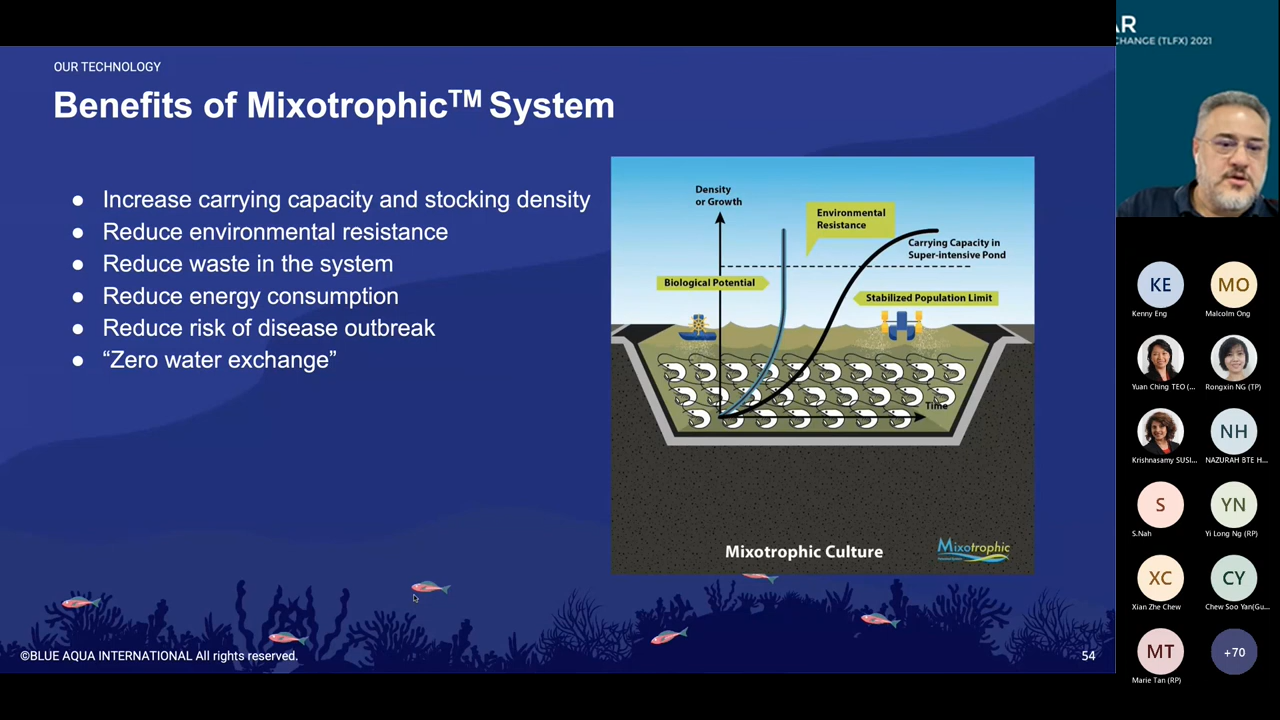 OUR TECHNOLOGY
Benefits of Mixotrophic™ System
● Increase carrying capacity and stocking density
● Reduce environmental resistance
● Reduce waste in the system
● Reduce energy consumption
● Reduce risk of disease outbreak
● “Zero water exchange”
Density
or Growth
Environmental
Resistance
Carrying Capacity in
Super-intensive Pond
Biological Potential
Stabilized Population Limit
Time
Mixotrophic Culture
Mixotrophic
©BLUE AQUA INTERNATIONAL All rights reserved.
54
AR
CHANGE (TLFX) 2021
KE
Kenny Eng
MO
Malcolm Ong
Yuan Ching TEO (...
Rongxin NG (TP)
Krishnasamy SUSI...
NH
NAZURAH BTE H...
S
S.Nah
YN
Yi Long Ng (RP)
XC
Xian Zhe Chew
CY
Chew Soo Yan(Gu...
MT
Marie Tan (RP)
+70